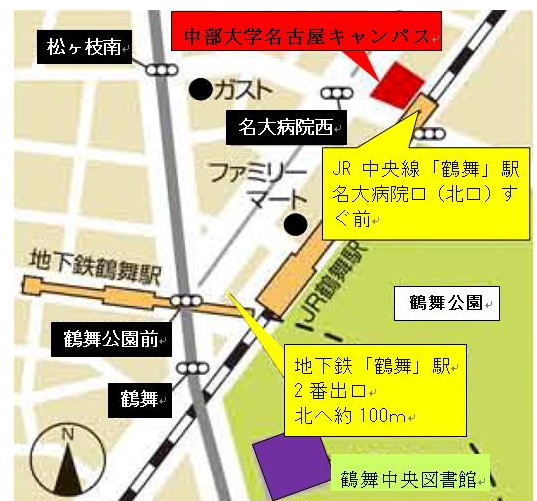 中部大学名古屋キャンパス
松ヶ枝南
ガスト
名大病院西
JR 中央線「鶴舞」駅
名大病院口（北口）す
ぐ前
ファミリー
マート
地下鉄鶴舞駅
JR鶴舞駅
鶴舞公園
鶴舞公園前
地下鉄「鶴舞」駅
2 番出口
北へ約 100m
鶴舞
N
鶴舞中央図書館